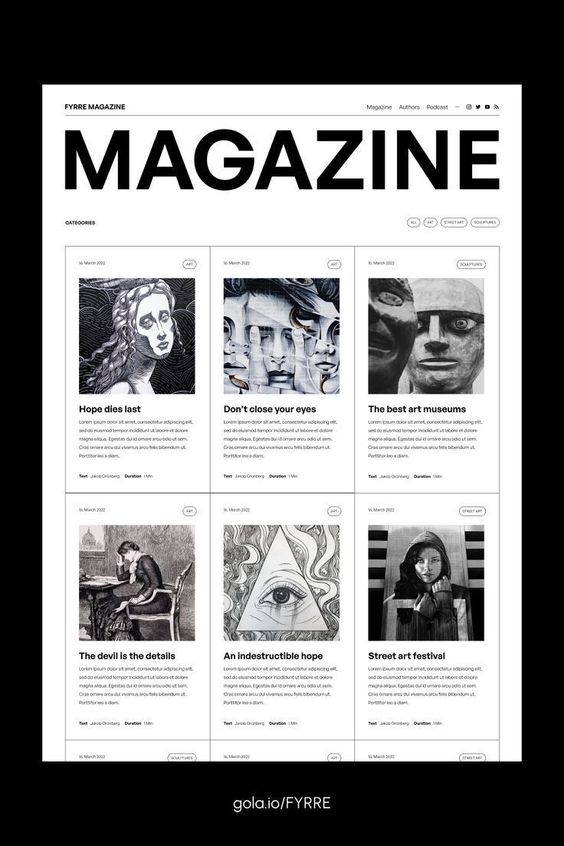 FYRRE MAGAZINE
Magazine Authors Podcast
MAGAZINE
CATEGORIES
ALL ART STREET ART SCULPTURES
16. March 2022 ART
16. March 2022 ART
16. March 2022 SCULPTURES
Hope dies last
Lorem ipsum dolor sit amet, consectetur adipiscing elit,
sed do eiusmod tempor incididunt ut labore et dolore
magna aliqua. Egestas dui id ornare arcu odio ut sem.
Cras ornare arcu dui vivamus arcu felis bibendum.
Porttitor leo a diam.
Text Jakob Grønberg Duration 1 Min
Don't close your eyes
Lorem ipsum dolor sit amet, consectetur adipiscing elit,
sed do eiusmod tempor incididunt ut labore et dolore
magna aliqua. Egestas dui id ornare arcu odio ut sem.
Cras ornare arcu dui vivamus arcu felis bibendum.
Porttitor leo a diam.
Text Jakob Grønberg Duration 1 Min
The best art museums
Lorem ipsum dolor sit amet, consectetur adipiscing elit,
sed do eiusmod tempor incididunt ut labore et dolore
magna aliqua. Egestas dui id ornare arcu odio ut sem.
Cras ornare arcu dui vivamus arcu felis bibendum.
Porttitor leo a diam.
Text Jakob Grønberg Duration 1 Min
16. March 2022 ART
16. March 2022 ART
16. March 2022 STREET ART
The devil is the details
Lorem ipsum dolor sit amet, consectetur adipiscing elit,
sed do eiusmod tempor incididunt ut labore et dolore
magna aliqua. Egestas dui id ornare arcu odio ut sem.
Cras ornare arcu dui vivamus arcu felis bibendum.
Porttitor leo a diam.
Text Jakob Grønberg Duration 1 Min
An indestructible hope
Lorem ipsum dolor sit amet, consectetur adipiscing elit,
sed do eiusmod tempor incididunt ut labore et dolore
magna aliqua. Egestas dui id ornare arcu odio ut sem.
Cras ornare arcu dui vivamus arcu felis bibendum.
Porttitor leo a diam.
Text Jakob Grønberg Duration 1 Min
Street art festival
Lorem ipsum dolor sit amet, consectetur adipiscing elit,
sed do eiusmod tempor incididunt ut labore et dolore
magna aliqua. Egestas dui id ornare arcu odio ut sem.
Cras ornare arcu dui vivamus arcu felis bibendum.
Porttitor leo a diam.
Text Jakob Grønberg Duration 1 Min
16. March 2022 SCULPTURES
16. March 2022 ART
16. March 2022 STREET ART
gola.io/FYRRE